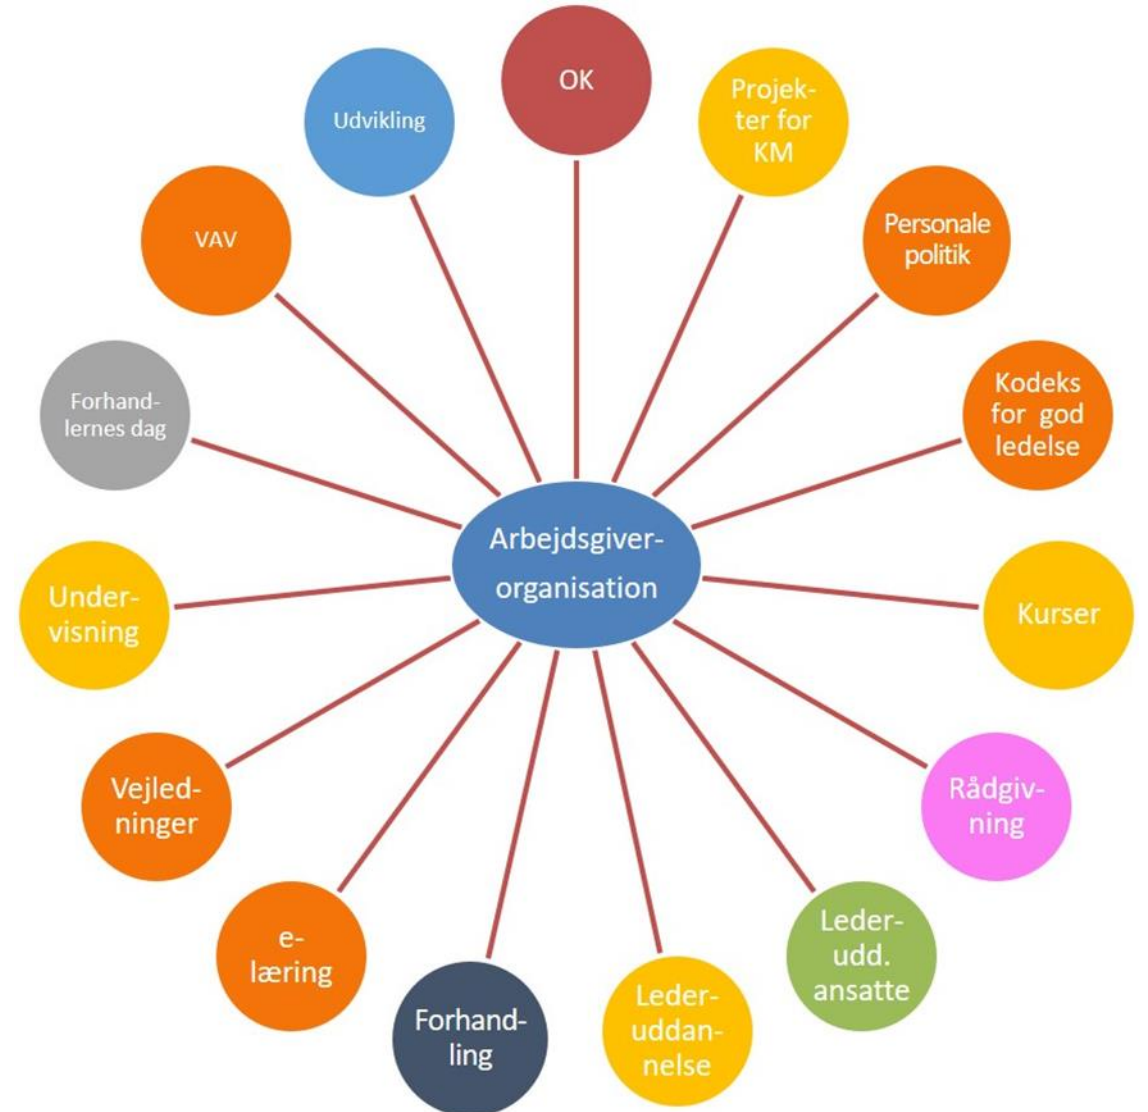 OK
Projek-
ter for
KM
Personale
politik
Kodeks
for god
ledelse
Kurser
Rådgiv-
ning
Leder-
udd.
ansatte
Leder-
uddan-
nelse
Forhand-
ling
e-
læring
Vejled-
ninger
Under-
visning
Forhand-
lernes dag
VAV
Udvikling
Arbejdsgiver-
organisation